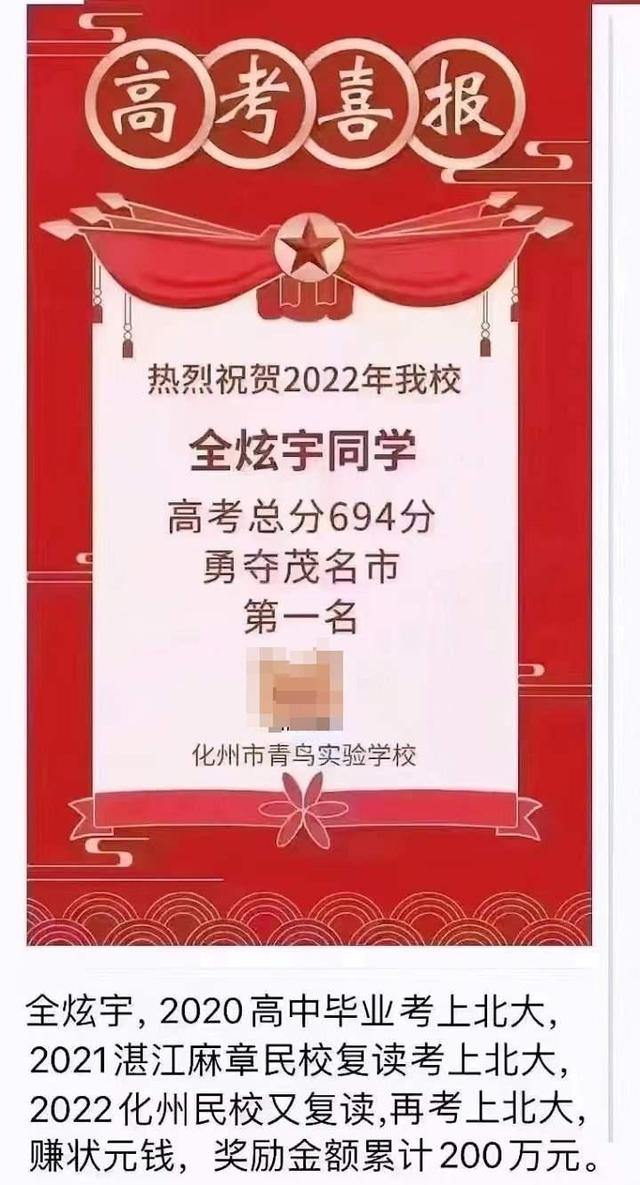 高考喜报
热烈祝贺2022年我校
全炫宇同学
高考总分694分
勇夺茂名市
第一名
化州市青鸟实验学校
全炫宇, 2020高中毕业考上北大,
2021湛江麻章民校复读考上北大,
2022化州民校又复读,再考上北大,
赚状元钱，奖励金额累计200万元。